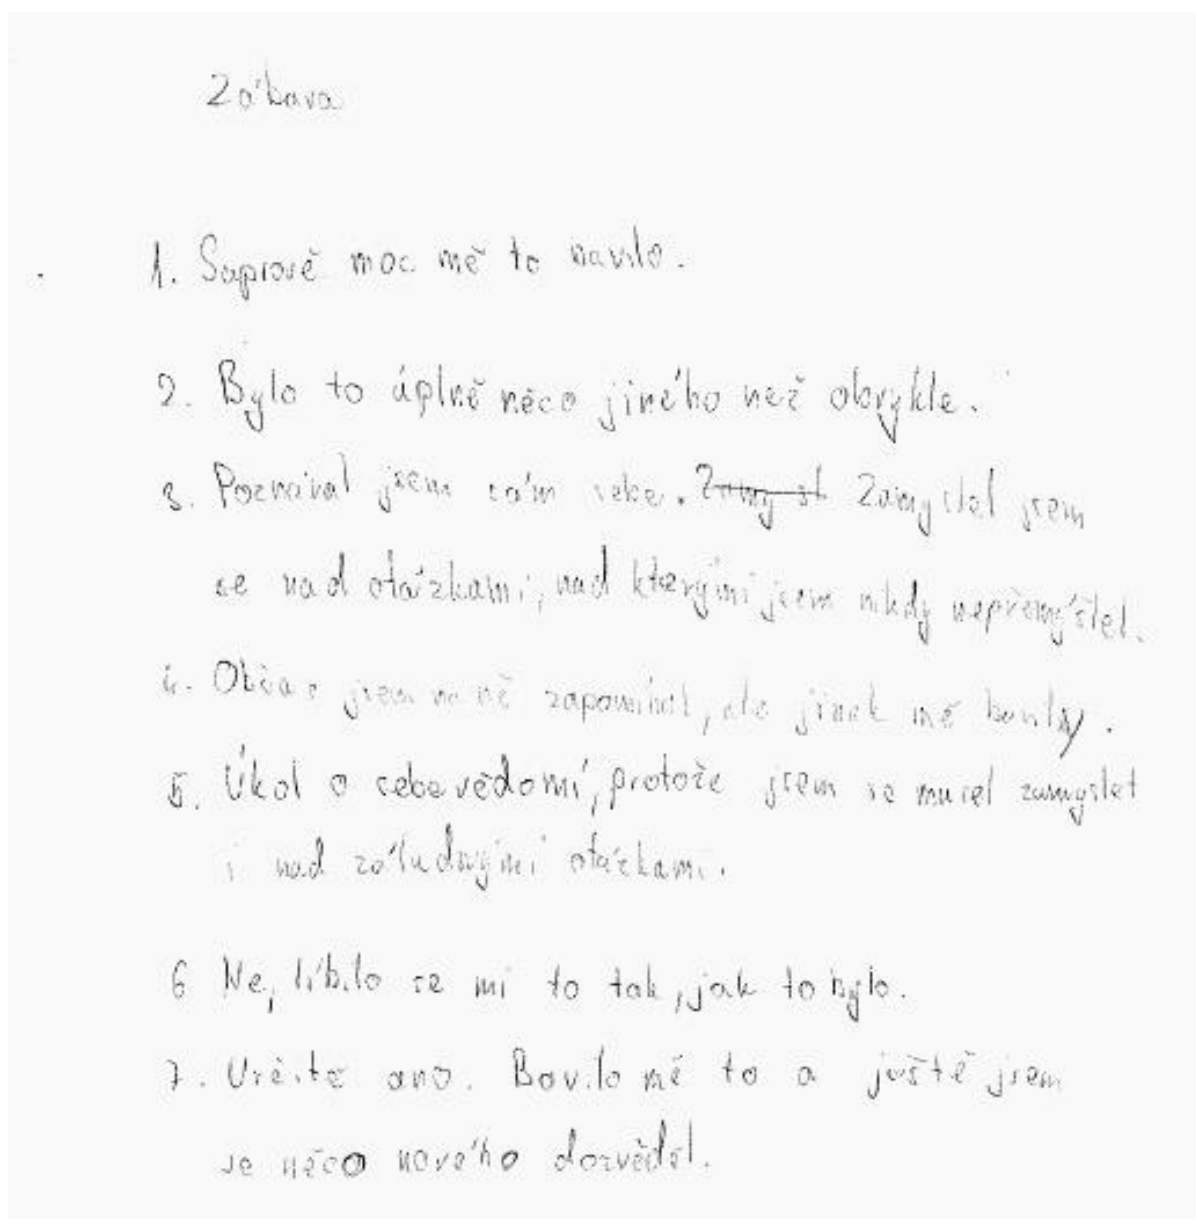 Zábava
1. Saprově moc mě to bavilo.
2. Bylo to úplně něco jiného než obvykle.
3. Poznával jsem sám sebe. Zamysl Zamyslel jsem
se nad otázkami, nad kterými jsem nikdy nepřemýšlel.
4. Občas jsem na ně zapomínal, ale jinak mě bavily.
5. Úkol o sebevědomí, protože jsem se musel zamyslet
i nad záludnými otázkami.
6 Ne, líbilo se mi to tak, jak to bylo.
7. Určitě ano. Bavilo mě to a ještě jsem
se něco nového dozvěděl.